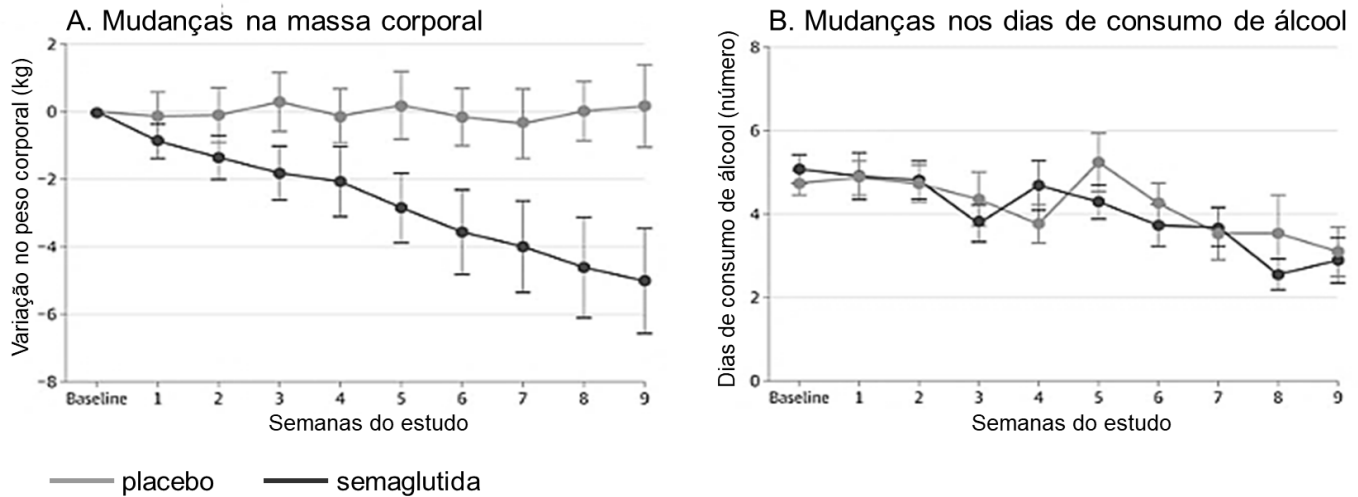 A. Mudanças na massa corporal
Variação no peso corporal (kg)
2
0
−2
−4
−6
−8
Baseline 1 2 3 4 5 6 7 8 9
Semanas do estudo
B. Mudanças nos dias de consumo de álcool
Dias de consumo de álcool (número)
8
6
4
2
0
Baseline 1 2 3 4 5 6 7 8 9
Semanas do estudo
placebo semaglutida